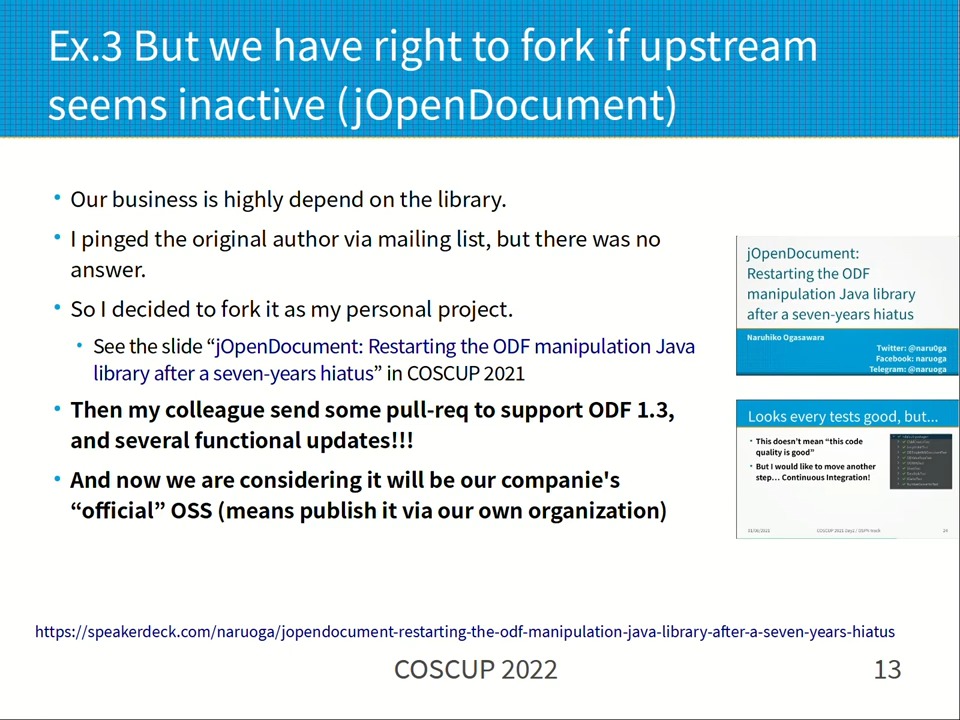 Ex.3 But we have right to fork if upstream
seems inactive (jOpenDocument)
• Our business is highly depend on the library.
• I pinged the original author via mailing list, but there was no
answer.
• So I decided to fork it as my personal project.
• See the slide “jOpenDocument: Restarting the ODF manipulation Java
library after a seven-years hiatus” in COSCUP 2021
• Then my colleague send some pull-req to support ODF 1.3,
and several functional updates!!!
• And now we are considering it will be our companie's
“official” OSS (means publish it via our own organization)
jOpenDocument:
Restarting the ODF
manipulation Java library
after a seven-years hiatus
Naruhiko Ogasawara
Twitter: @naru0ga
Facebook: naruoga
Telegram: @naruoga
Looks every tests good, but...
• This doesn’t mean “this code
quality is good”
• But I would like to move another
step… Continuous Integration!
https://speakerdeck.com/naruoga/jopendocument-restarting-the-odf-manipulation-java-library-after-a-seven-years-hiatus
COSCUP 2022
13